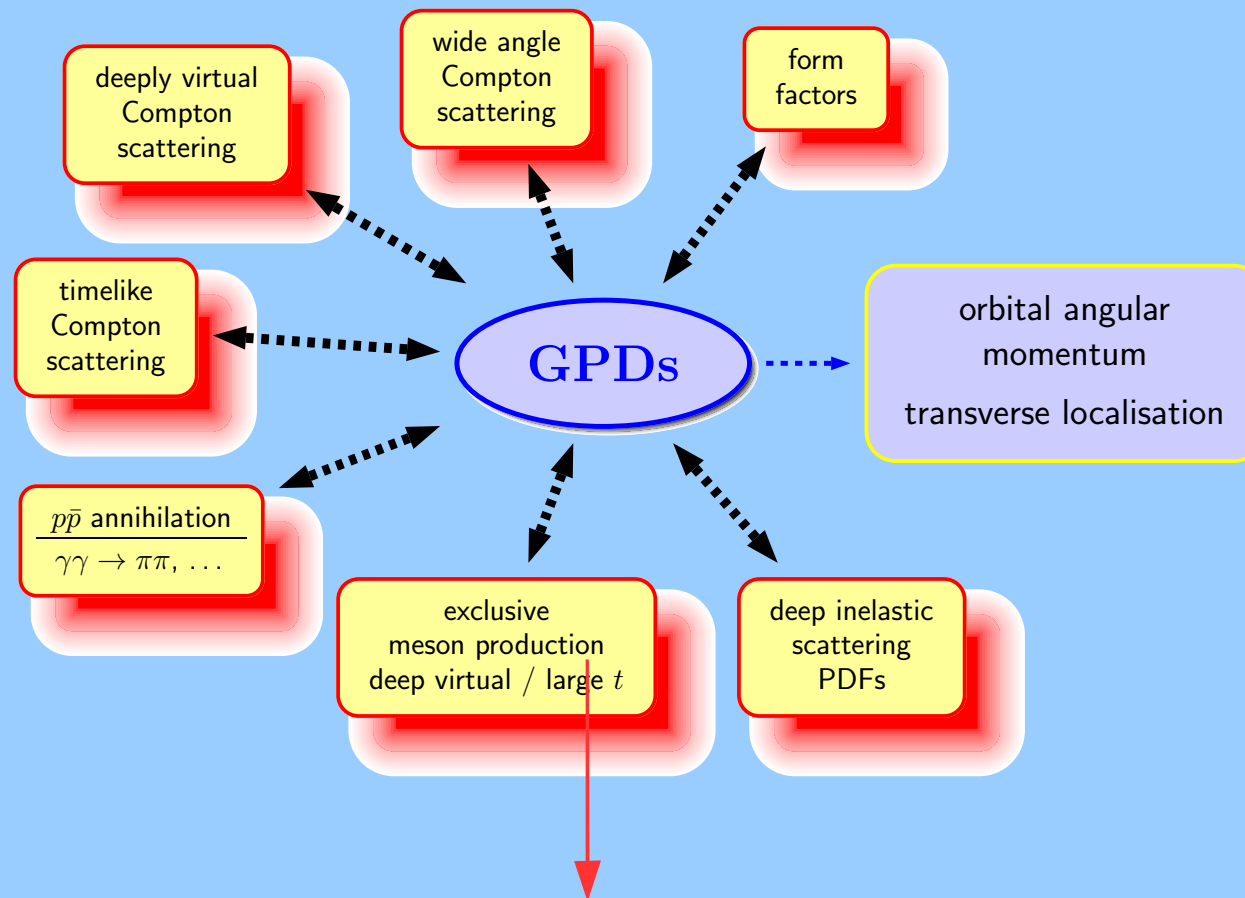 deeply virtual
Compton
scattering
wide angle
Compton
scattering
form
factors
timelike
Compton
scattering
GPDs
orbital angular
momentum
transverse localisation
pp̄ annihilation
γγ → ππ, ...
exclusive
meson production
deep virtual / large t
deep inelastic
scattering
PDFs